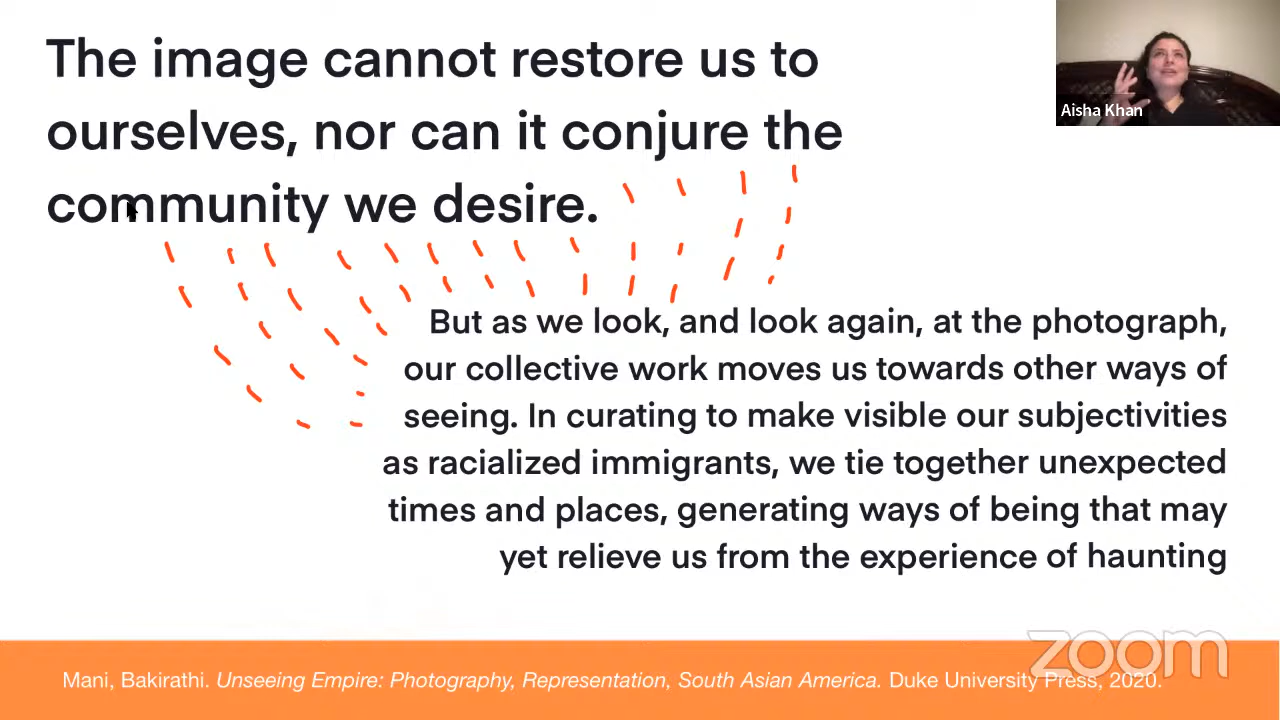 The image cannot restore us to
ourselves, nor can it conjure the
community we desire.
Aisha Khan
But as we look, and look again, at the photograph,
our collective work moves us towards other ways of
seeing. In curating to make visible our subjectivities
as racialized immigrants, we tie together unexpected
times and places, generating ways of being that may
yet relieve us from the experience of haunting
zoom
Mani, Bakirathi. Unseeing Empire: Photography, Representation, South Asian America. Duke University Press, 2020.